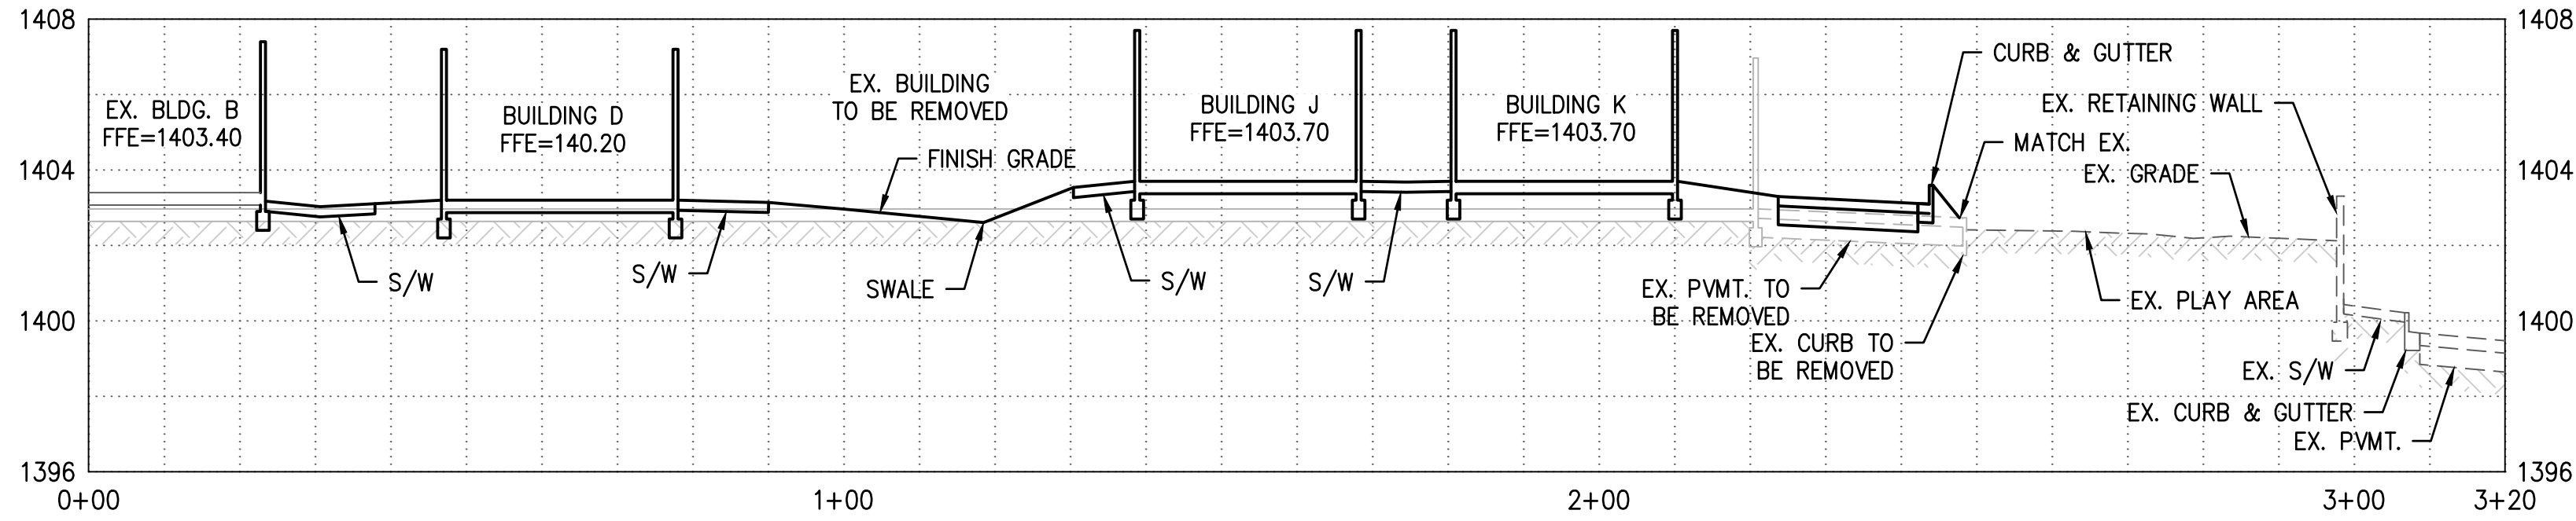 1408
1408
CURB & GUTTER
EX. BUILDING
TO BE REMOVED
EX. BLDG. B
FFE=1403.40
BUILDING D
FFE=140.20
BUILDING J
FFE=1403.70
BUILDING K
FFE=1403.70
EX. RETAINING WALL
MATCH EX.
FINISH GRADE
1404
1404
EX. GRADE
S/W
S/W
SWALE
S/W
S/W
EX. PVMT. TO
BE REMOVED
EX. PLAY AREA
1400
1400
EX. CURB TO
BE REMOVED
EX. S/W
EX. CURB & GUTTER
EX. PVMT.
1396
1396
0+00
1+00
2+00
3+00
3+20